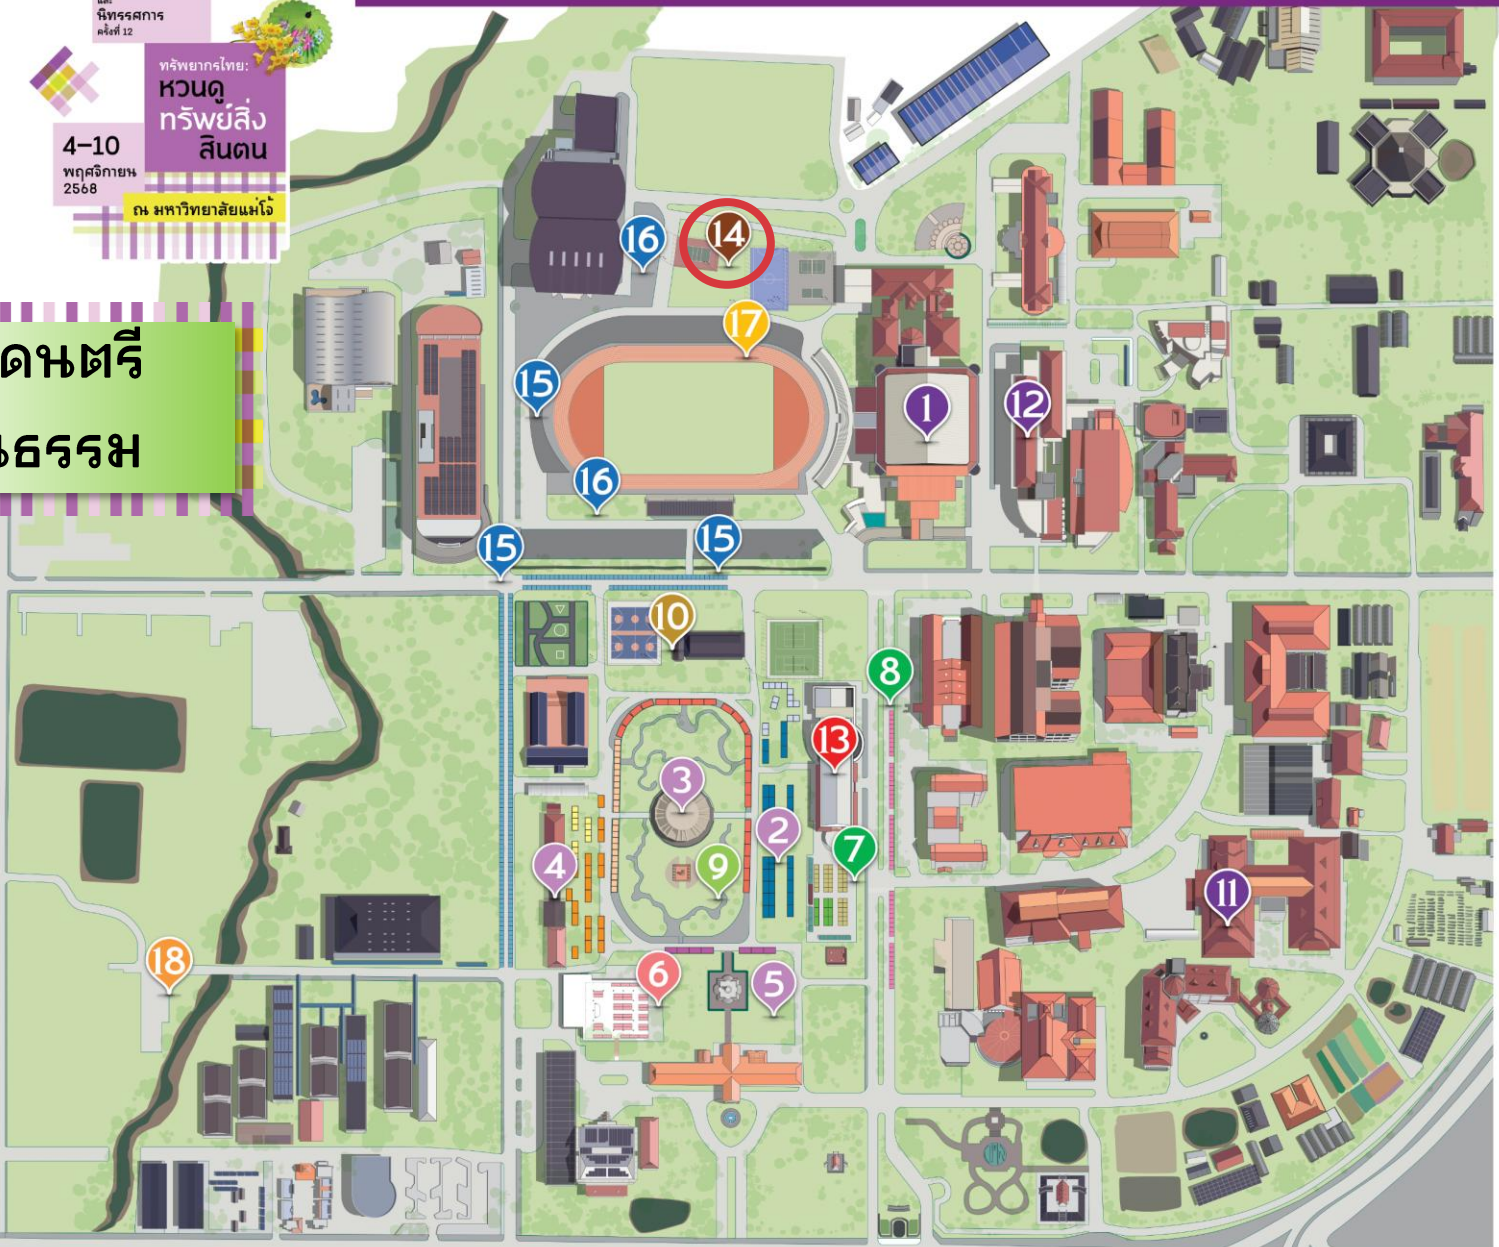 และ
นิทรรศการ
ครั้งที่ 12
ทรัพยากรไทย:
หวนดู
ทรัพย์สิ่ง
สินตน
4–10
พฤศจิกายน
2568
ณ มหาวิทยาลัยแม่โจ้
ดนตรี
นธรรม
16
14
17
15
1
12
16
15
15
10
8
13
3
2
7
4
9
11
18
6
5